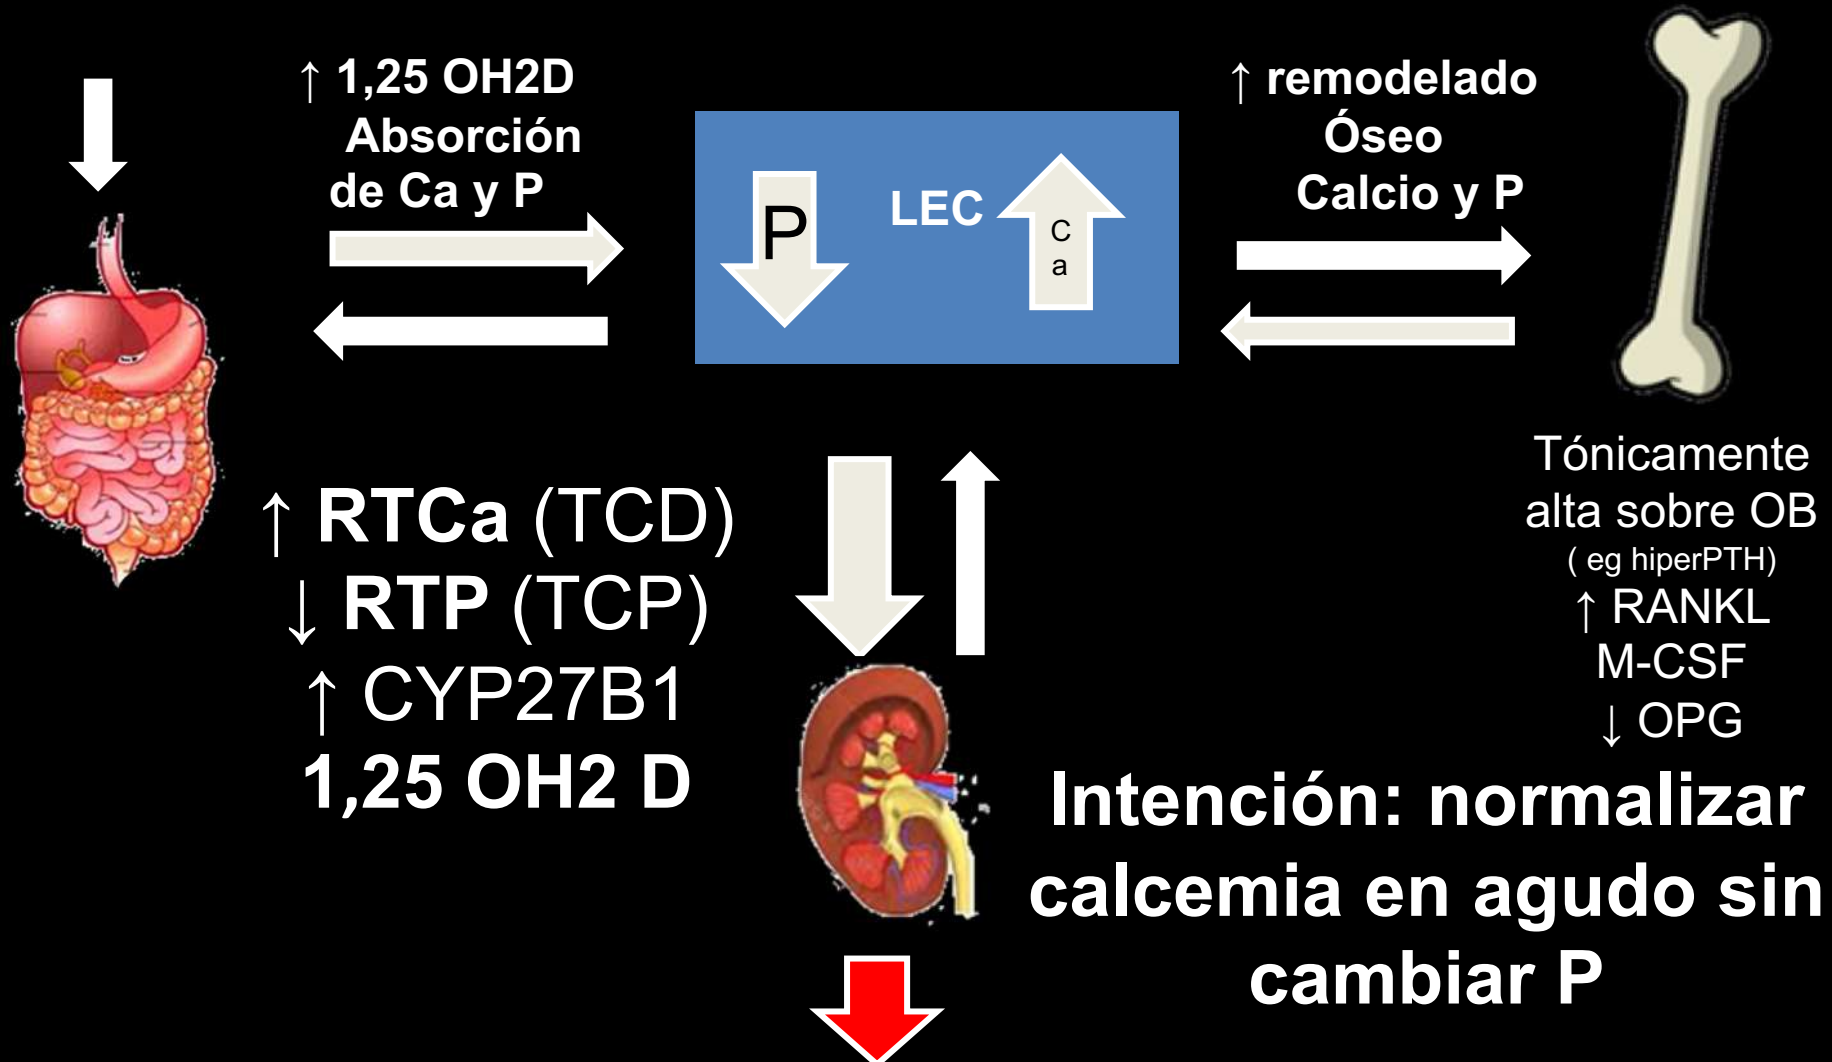 ↑ 1,25 OH2D
Absorción
de Ca y P
P
LEC
C
a
↑ remodelado
Óseo
Calcio y P
↑ RTCa (TCD)
↓ RTP (TCP)
↑ CYP27B1
1,25 OH2 D
Tónicamente
alta sobre OB
( eg hiperPTH)
↑ RANKL
M-CSF
↓ OPG
Intención: normalizar
calcemia en agudo sin
cambiar P